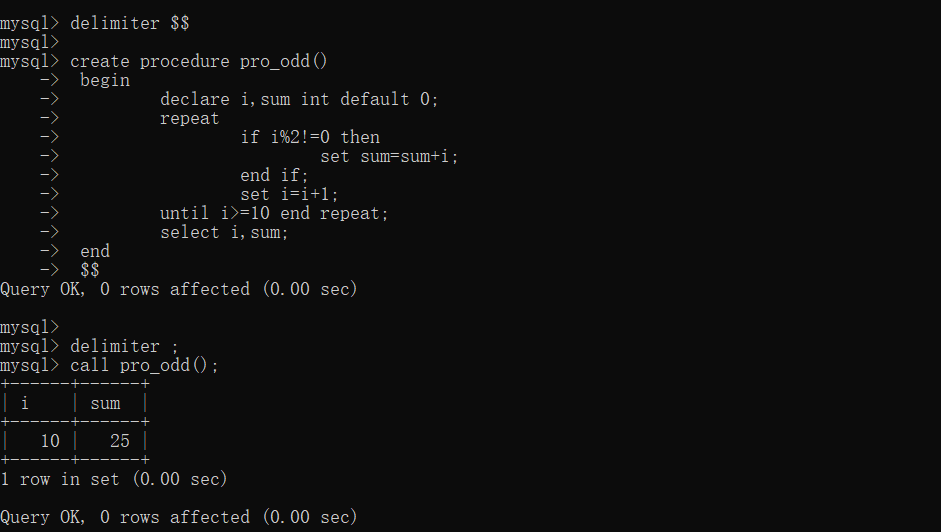 mysql> delimiter $$
mysql>
mysql> create procedure pro_odd()
    ->  begin
    ->          declare i,sum int default 0;
    ->          repeat
    ->                  if i%2!=0 then
    ->                          set sum=sum+i;
    ->                  end if;
    ->                  set i=i+1;
    ->          until i>=10 end repeat;
    ->          select i,sum;
    ->  end
    ->  $$
Query OK, 0 rows affected (0.00 sec)

mysql>
mysql> delimiter ;
mysql> call pro_odd();
+------+------+
| i    | sum  |
+------+------+
|   10 |   25 |
+------+------+
1 row in set (0.00 sec)

Query OK, 0 rows affected (0.00 sec)